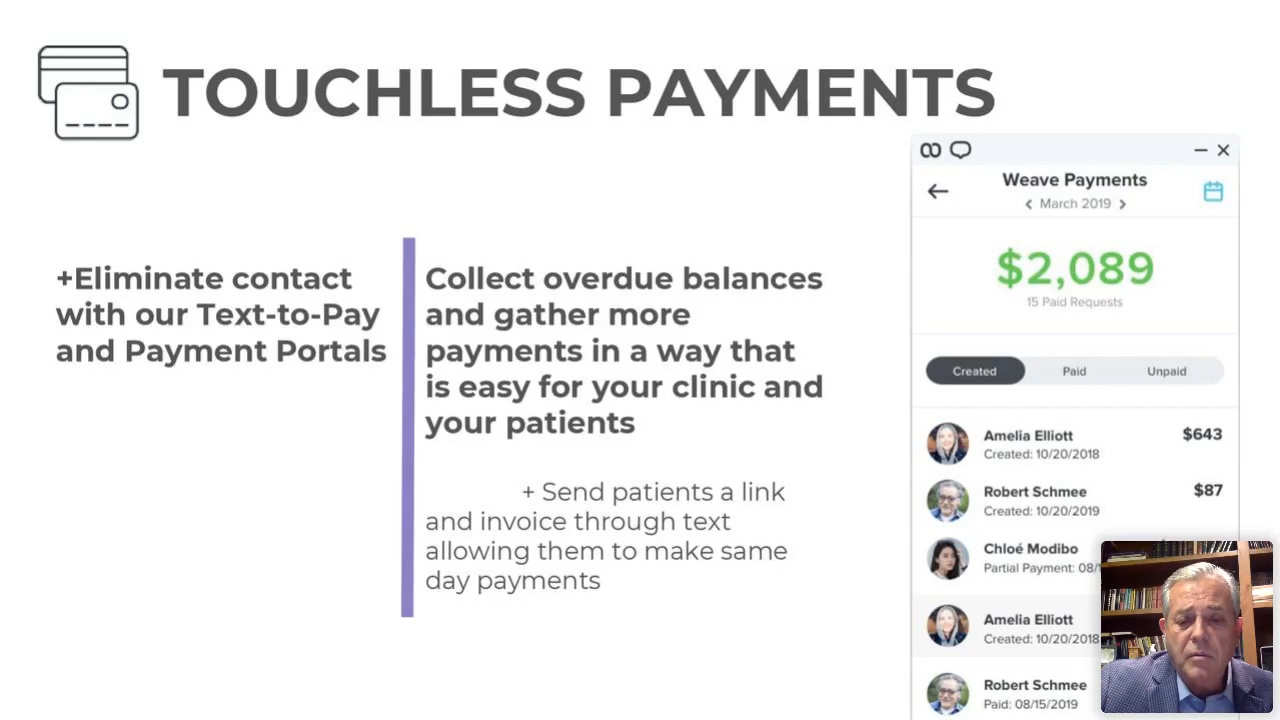 TOUCHLESS PAYMENTS
+Eliminate contact
with our Text-to-Pay
and Payment Portals
Collect overdue balances
and gather more
payments in a way that
is easy for your clinic and
your patients
+ Send patients a link
and invoice through text
allowing them to make same
day payments
Weave Payments
March 2019
$2,089
15 Paid Requests
Created Paid Unpaid
Amelia Elliott $643
Created: 10/20/2018
Robert Schmee $87
Created: 10/20/2019
Chloé Modibo
Partial Payment: 08/1
Amelia Elliott
Created: 10/20/2018
Robert Schmee
Paid: 08/15/2019